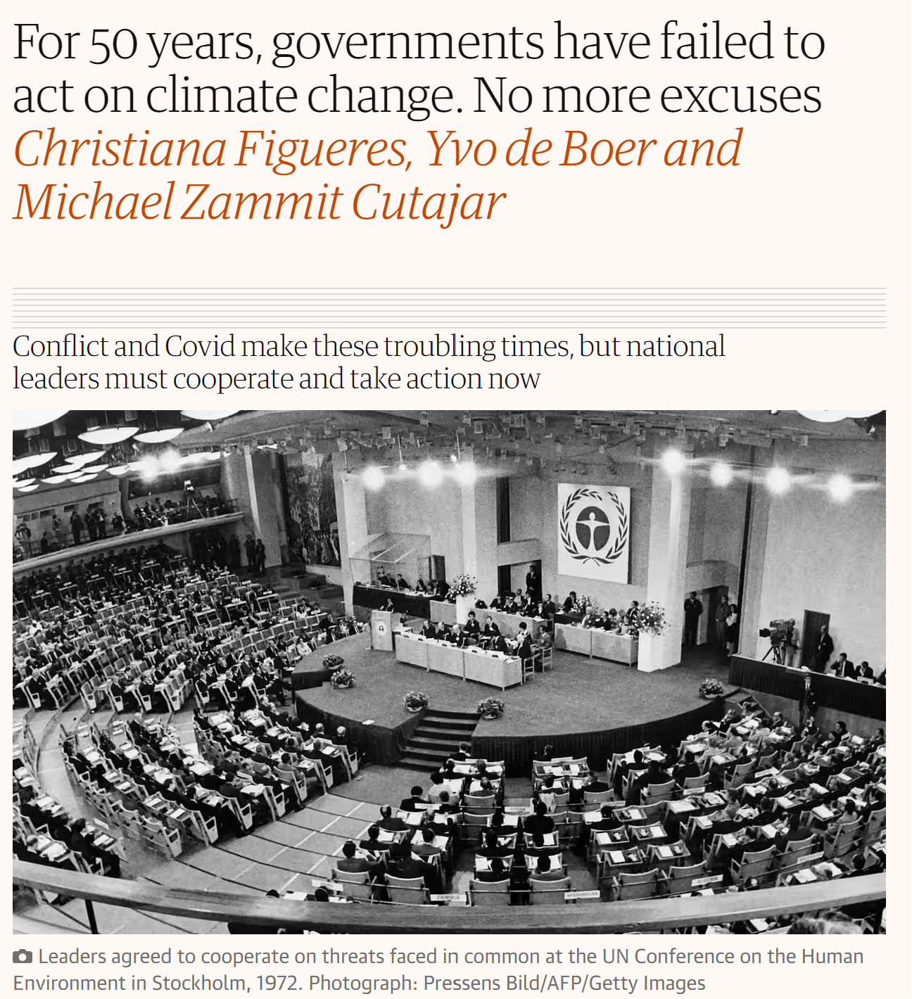 For 50 years, governments have failed to
act on climate change. No more excuses
Christiana Figueres, Yvo de Boer and
Michael Zammit Cutajar
Conflict and Covid make these troubling times, but national
leaders must cooperate and take action now
ZAMBIA
ALGERIA
Leaders agreed to cooperate on threats faced in common at the UN Conference on the Human
Environment in Stockholm, 1972. Photograph: Pressens Bild/AFP/Getty Images